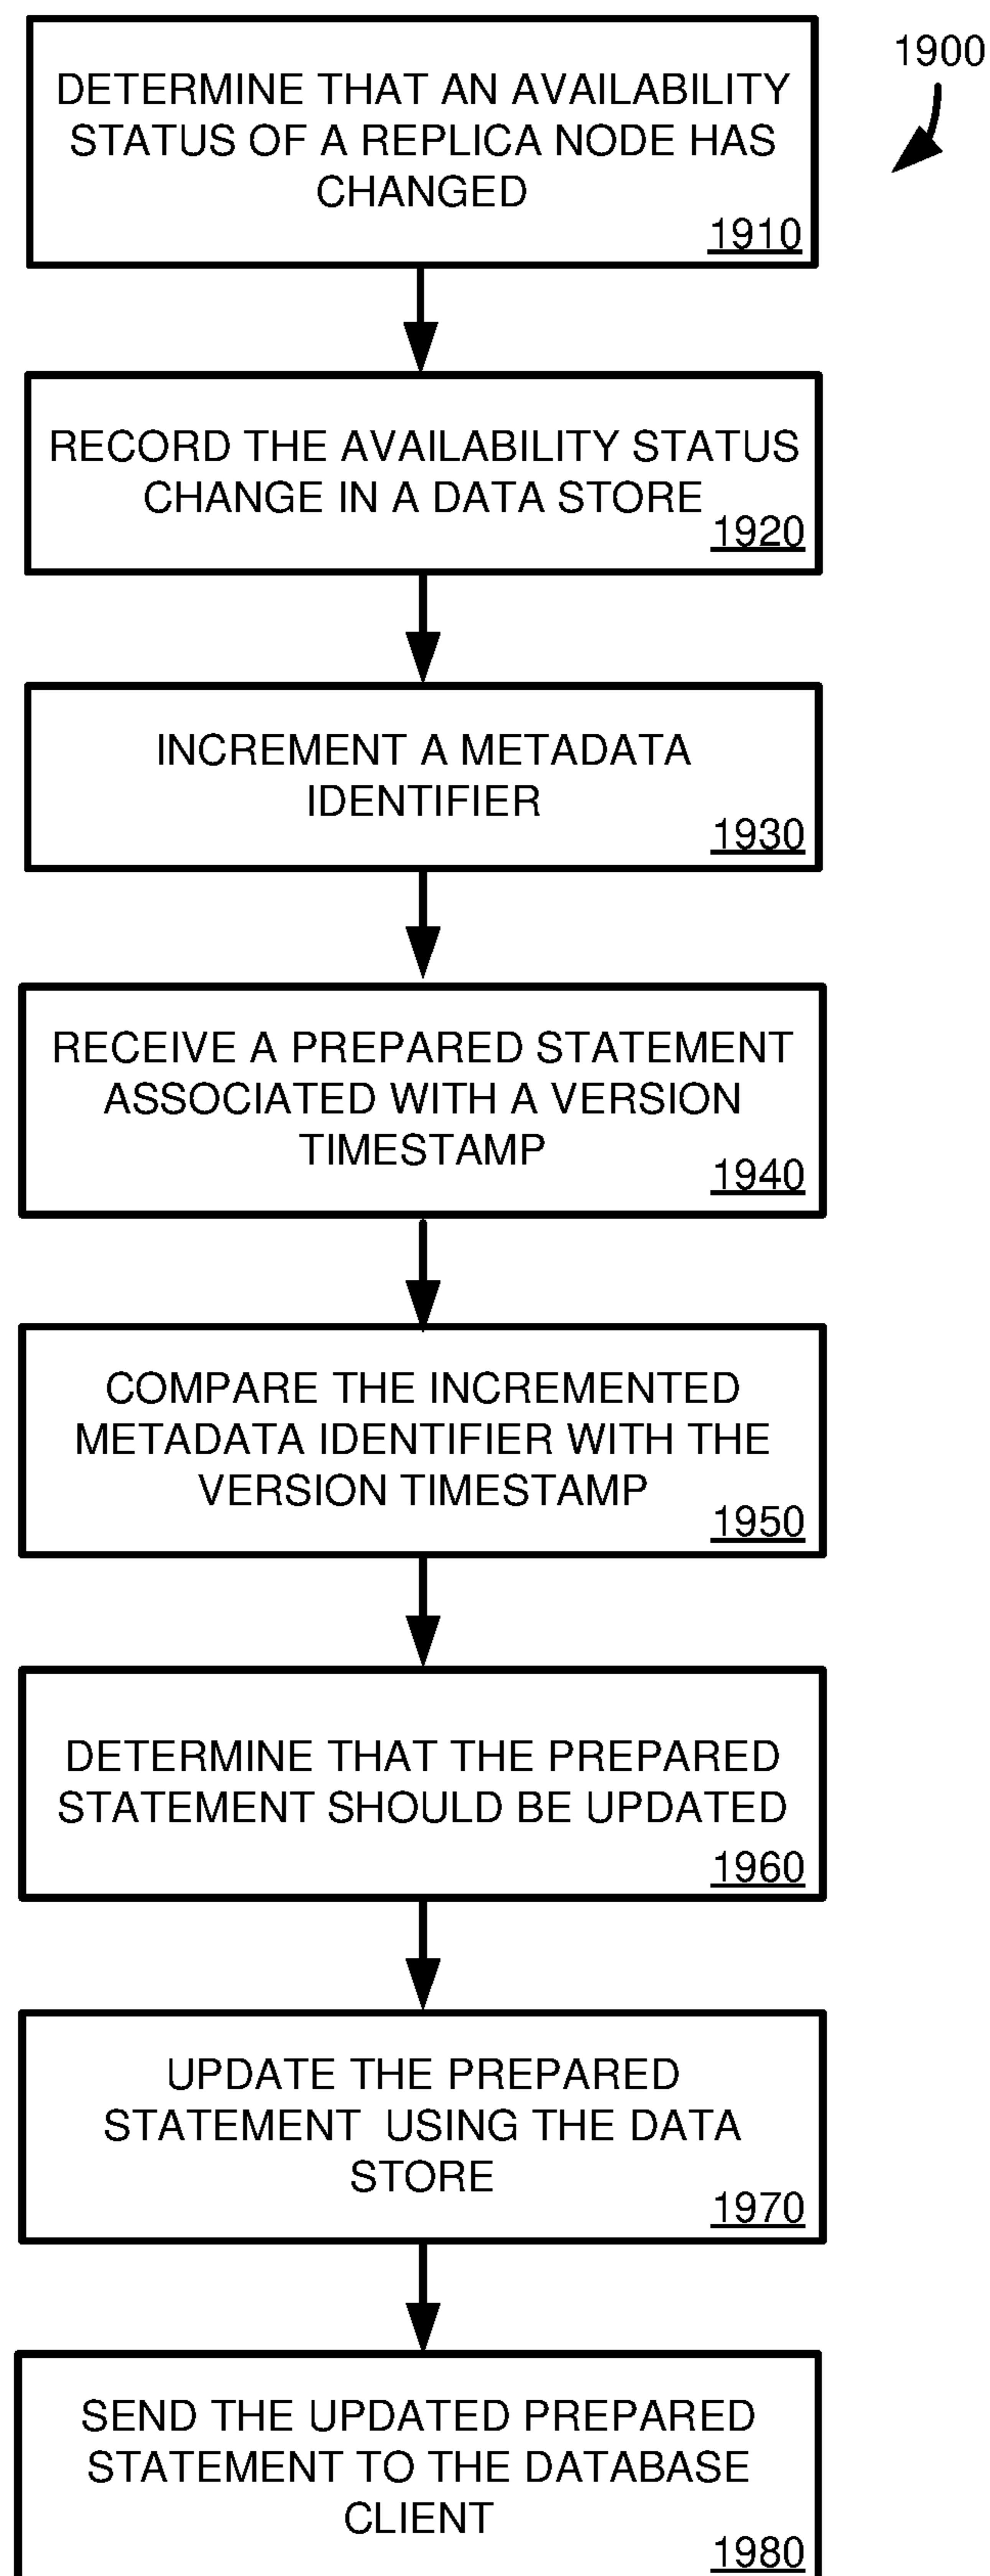 1900
DETERMINE THAT AN AVAILABILITY
STATUS OF A REPLICA NODE HAS
CHANGED
1910
RECORD THE AVAILABILITY STATUS
CHANGE IN A DATA STORE
1920
INCREMENT A METADATA
IDENTIFIER
1930
RECEIVE A PREPARED STATEMENT
ASSOCIATED WITH A VERSION
TIMESTAMP
1940
COMPARE THE INCREMENTED
METADATA IDENTIFIER WITH THE
VERSION TIMESTAMP
1950
DETERMINE THAT THE PREPARED
STATEMENT SHOULD BE UPDATED
1960
UPDATE THE PREPARED
STATEMENT  USING THE DATA
STORE
1970
SEND THE UPDATED PREPARED
STATEMENT TO THE DATABASE
CLIENT
1980